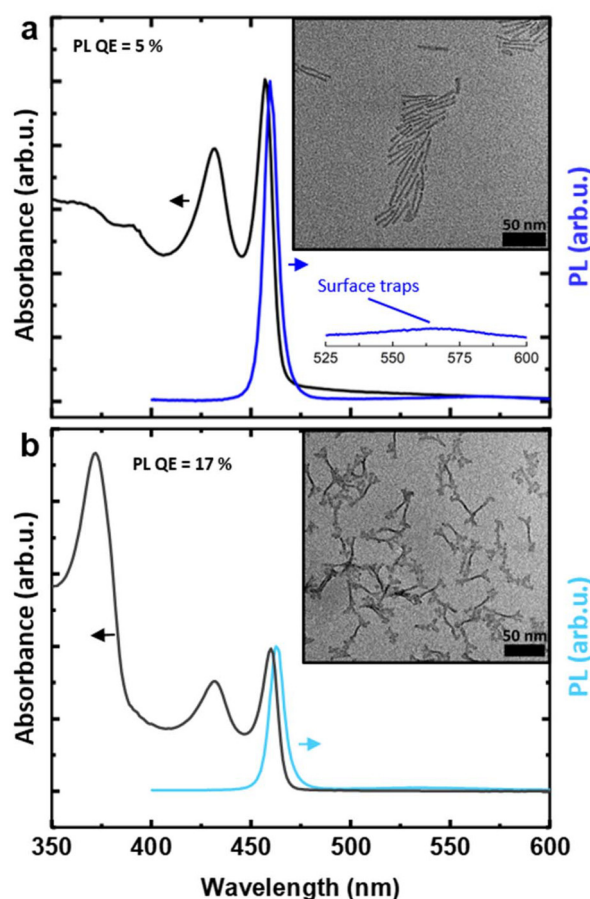 a
PL QE = 5 %
50 nm
Absorbance (arb.u.)
PL (arb.u.)
Surface traps
525 550 575 600
b
PL QE = 17 %
50 nm
Absorbance (arb.u.)
PL (arb.u.)
350 400 450 500 550 600
Wavelength (nm)